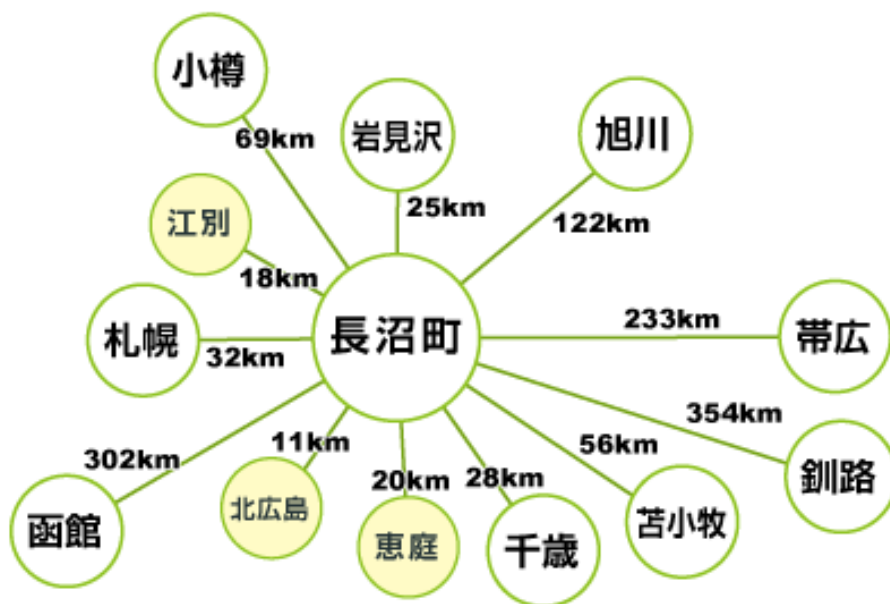 小樽
69km
岩見沢
25km
旭川
122km
江別
18km
札幌
32km
長沼町
233km
帯広
354km
釧路
302km
函館
11km
北広島
20km
恵庭
28km
千歳
56km
苫小牧